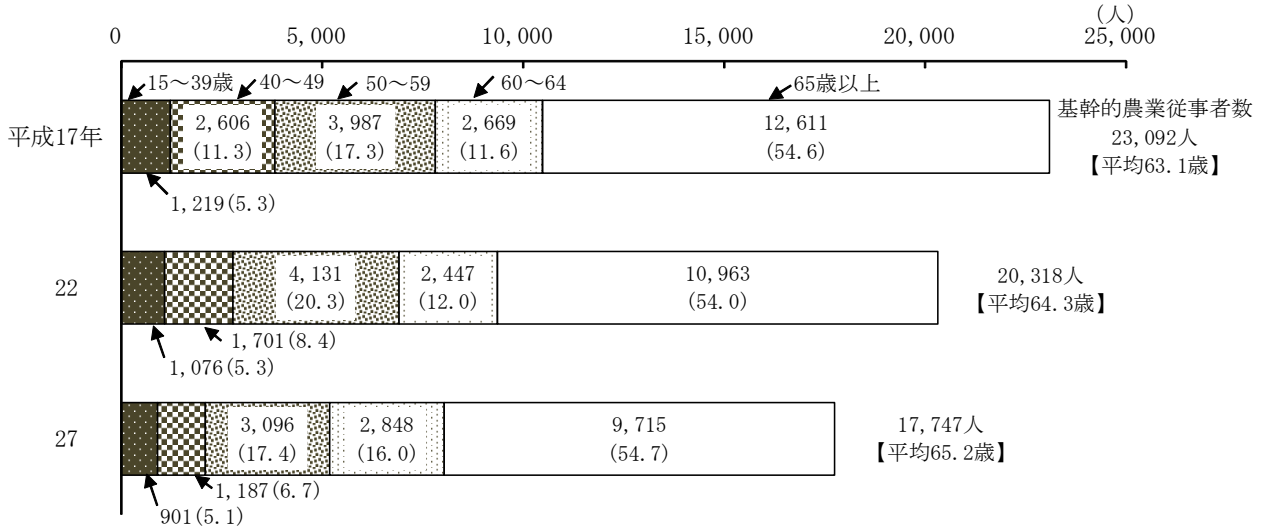 (人)
0 5,000 10,000 15,000 20,000 25,000
15～39歳 40～49 50～59 60～64 65歳以上
平成17年
2,606
(11.3)
3,987
(17.3)
2,669
(11.6)
12,611
(54.6)
基幹的農業従事者数
23,092人
【平均63.1歳】
1,219(5.3)
22
4,131
(20.3)
2,447
(12.0)
10,963
(54.0)
20,318人
【平均64.3歳】
1,701(8.4)
1,076(5.3)
27
3,096
(17.4)
2,848
(16.0)
9,715
(54.7)
17,747人
【平均65.2歳】
1,187(6.7)
901(5.1)